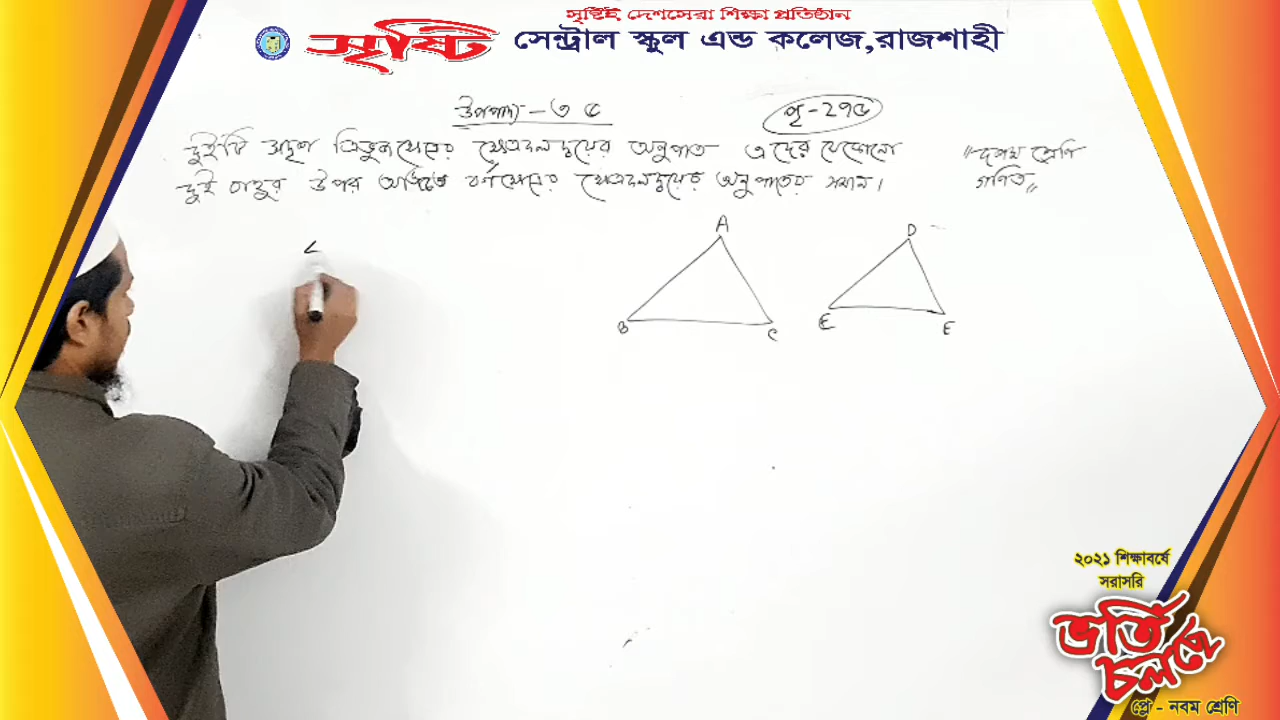 সৃষ্টিই দেশসেরা শিক্ষা প্রতিষ্ঠান
সৃষ্টি সেন্ট্রাল স্কুল এন্ড কলেজ,রাজশাহী
উপপাদ্য - ৩৫
পৃ-২৭৫
দুইটি সদৃশ ত্রিভুজক্ষেত্রের ক্ষেত্রফলদ্বয়ের অনুপাত এদের যেকোনো
দুই বাহুর উপর অঙ্কিত বর্গক্ষেত্রের ক্ষেত্রফলদ্বয়ের অনুপাতের সমান।
"দশম শ্রেণি
গণিত"
A
D
B
C
E
F
২০২১ শিক্ষাবর্ষে
সরাসরি
ভর্তি
চলছে
প্লে - নবম শ্রেণি